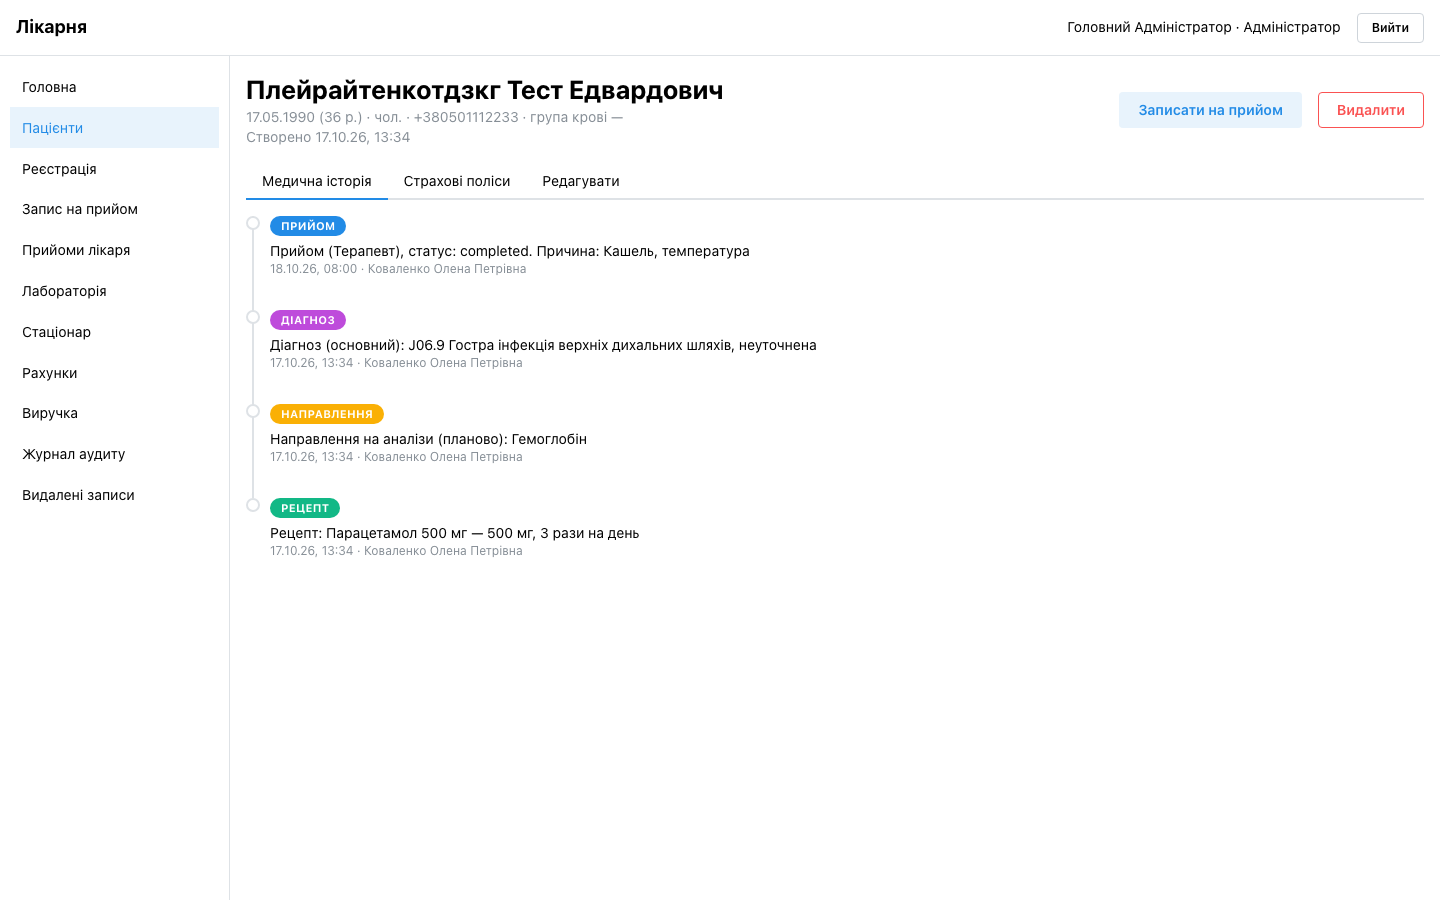 Лікарня
Головний Адміністратор · Адміністратор
Вийти
Головна
Пацієнти
Реєстрація
Запис на прийом
Прийоми лікаря
Лабораторія
Стаціонар
Рахунки
Виручка
Журнал аудиту
Видалені записи
Плейрайтенкотдзкг Тест Едвардович
17.05.1990 (36 р.) · чол. · +380501112233 · група крові —
Створено 17.10.26, 13:34
Записати на прийом
Видалити
Медична історія
Страхові поліси
Редагувати
ПРИЙОМ
Прийом (Терапевт), статус: completed. Причина: Кашель, температура
18.10.26, 08:00 · Коваленко Олена Петрівна
ДІАГНОЗ
Діагноз (основний): J06.9 Гостра інфекція верхніх дихальних шляхів, неуточнена
17.10.26, 13:34 · Коваленко Олена Петрівна
НАПРАВЛЕННЯ
Направлення на аналізи (планово): Гемоглобін
17.10.26, 13:34 · Коваленко Олена Петрівна
РЕЦЕПТ
Рецепт: Парацетамол 500 мг — 500 мг, 3 рази на день
17.10.26, 13:34 · Коваленко Олена Петрівна